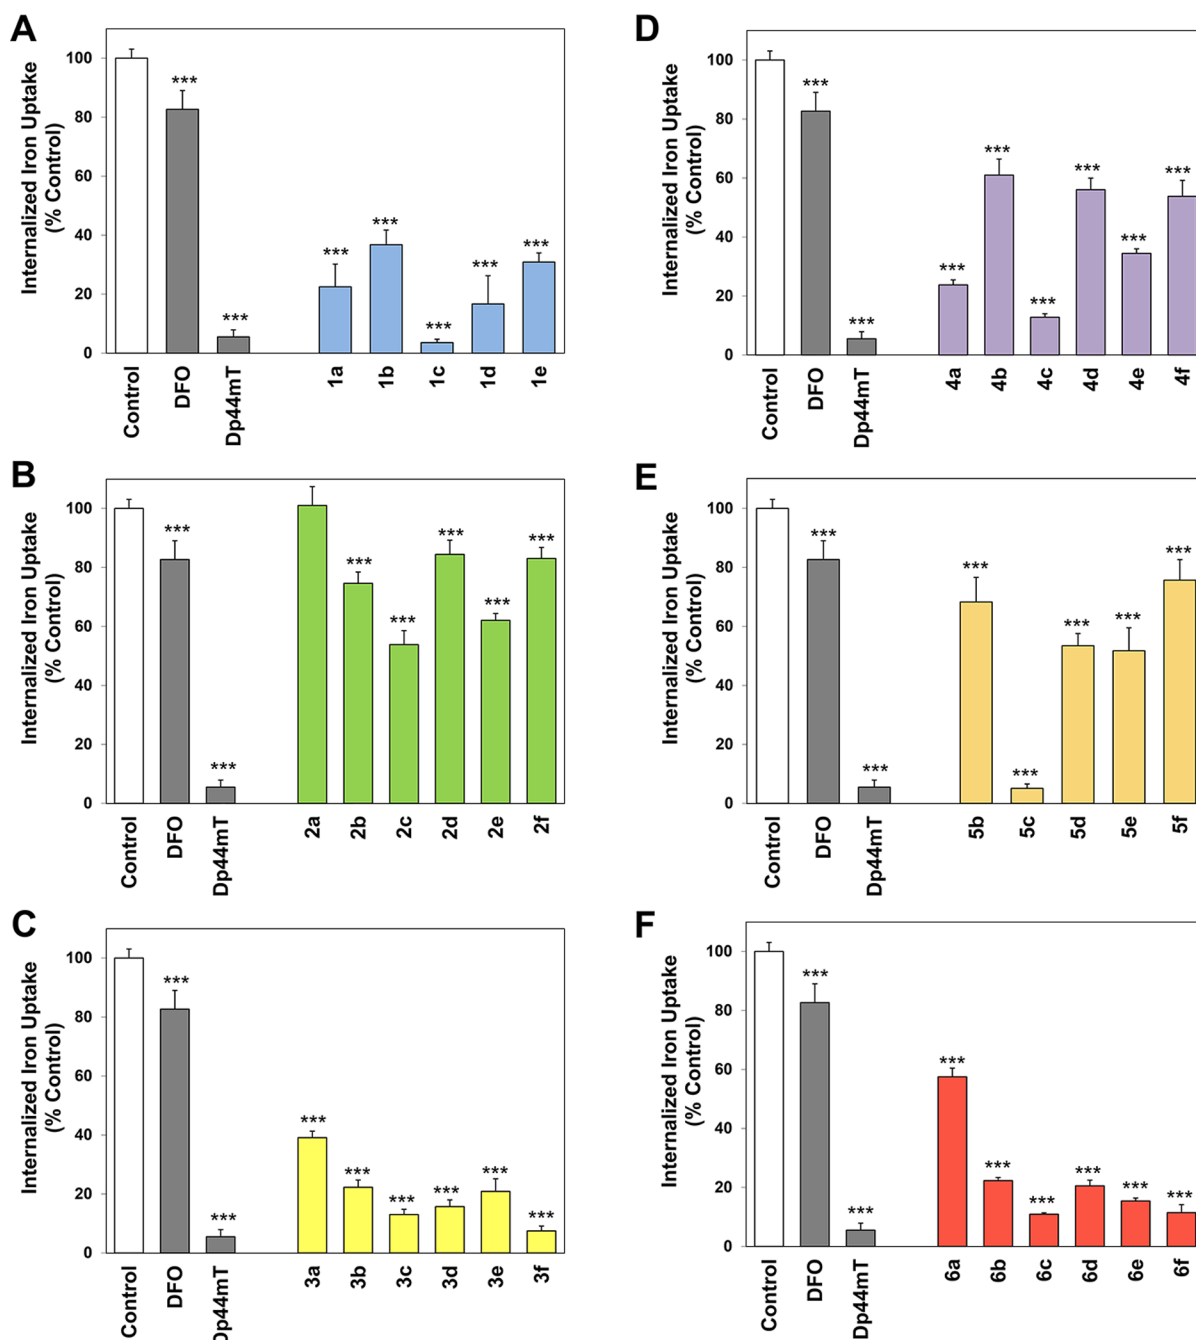 A
Internalized Iron Uptake
(% Control)
100
80
60
40
20
0
***
***
***
***
***
***
***
Control
DFO
Dp44mT
1a
1b
1c
1d
1e
D
Internalized Iron Uptake
(% Control)
100
80
60
40
20
0
***
***
***
***
***
***
***
***
Control
DFO
Dp44mT
4a
4b
4c
4d
4e
4f
B
Internalized Iron Uptake
(% Control)
100
80
60
40
20
0
***
***
***
***
***
***
***
Control
DFO
Dp44mT
2a
2b
2c
2d
2e
2f
E
Internalized Iron Uptake
(% Control)
100
80
60
40
20
0
***
***
***
***
***
***
***
Control
DFO
Dp44mT
5b
5c
5d
5e
5f
C
Internalized Iron Uptake
(% Control)
100
80
60
40
20
0
***
***
***
***
***
***
***
***
Control
DFO
Dp44mT
3a
3b
3c
3d
3e
3f
F
Internalized Iron Uptake
(% Control)
100
80
60
40
20
0
***
***
***
***
***
***
***
***
Control
DFO
Dp44mT
6a
6b
6c
6d
6e
6f